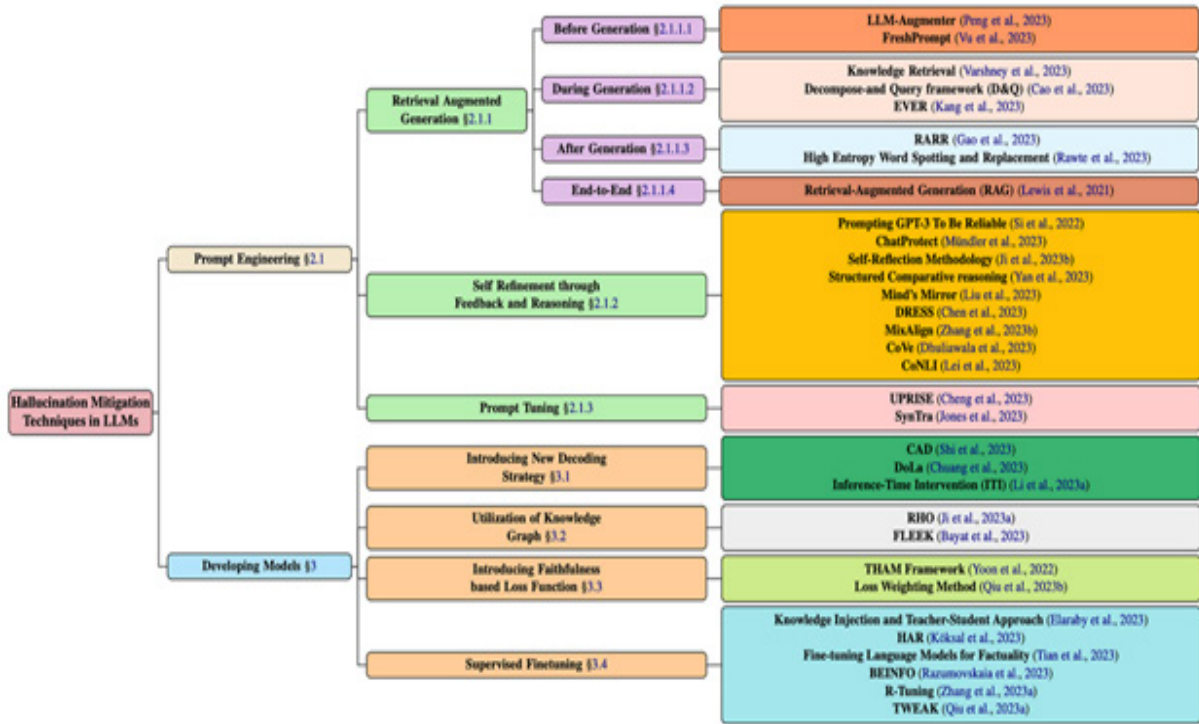 Hallucination Mitigation
Techniques in LLMs
Prompt Engineering §2.1
Retrieval Augmented
Generation §2.1.1
Before Generation §2.1.1.1
LLM-Augmenter (Peng et al., 2023)
FreshPrompt (Vu et al., 2023)
During Generation §2.1.1.2
Knowledge Retrieval (Varshney et al., 2023)
Decompose-and Query framework (D&Q) (Cao et al., 2023)
EVER (Kang et al., 2023)
After Generation §2.1.1.3
RARR (Gao et al., 2023)
High Entropy Word Spotting and Replacement (Rawte et al., 2023)
End-to-End §2.1.1.4
Retrieval-Augmented Generation (RAG) (Lewis et al., 2021)
Self Refinement through
Feedback and Reasoning §2.1.2
Prompting GPT-3 To Be Reliable (Si et al., 2022)
ChatProtect (Mündler et al., 2023)
Self-Reflection Methodology (Ji et al., 2023b)
Structured Comparative reasoning (Yan et al., 2023)
Mind's Mirror (Liu et al., 2023)
DRESS (Chen et al., 2023)
MixAlign (Zhang et al., 2023b)
CoVe (Dhuliawala et al., 2023)
CoNLI (Lei et al., 2023)
Prompt Tuning §2.1.3
UPRISE (Cheng et al., 2023)
SynTra (Jones et al., 2023)
Developing Models §3
Introducing New Decoding
Strategy §3.1
CAD (Shi et al., 2023)
DoLa (Chuang et al., 2023)
Inference-Time Intervention (ITI) (Li et al., 2023a)
Utilization of Knowledge
Graph §3.2
RHO (Ji et al., 2023a)
FLEEK (Bayat et al., 2023)
Introducing Faithfulness
based Loss Function §3.3
THAM Framework (Yoon et al., 2022)
Loss Weighting Method (Qiu et al., 2023b)
Supervised Finetuning §3.4
Knowledge Injection and Teacher-Student Approach (Elaraby et al., 2023)
HAR (Köksal et al., 2023)
Fine-tuning Language Models for Factuality (Tian et al., 2023)
BEINFO (Razumovskaia et al., 2023)
R-Tuning (Zhang et al., 2023a)
TWEAK (Qiu et al., 2023a)